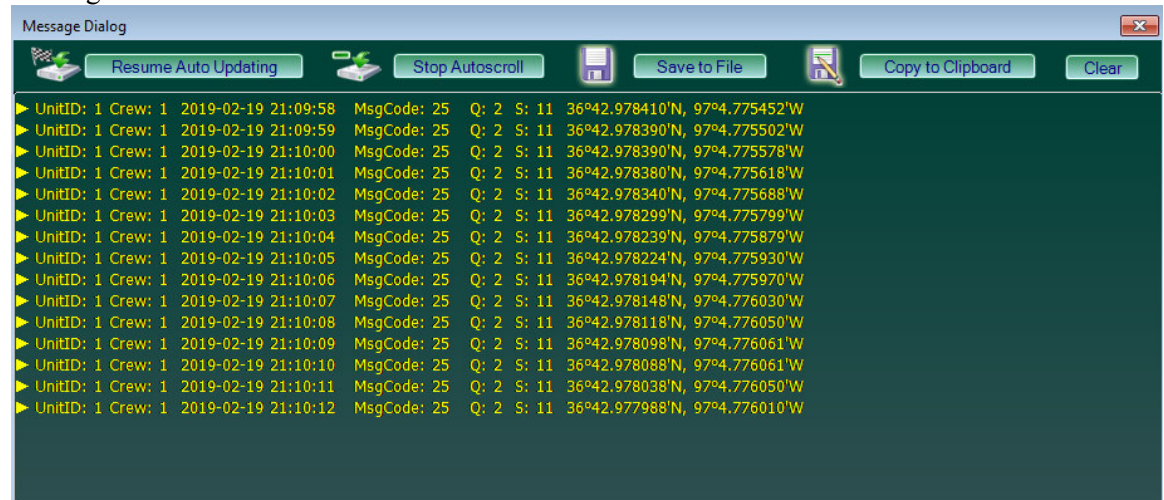 Message Dialog
Resume Auto Updating Stop Autoscroll Save to File Copy to Clipboard Clear
UnitID: 1 Crew: 1 2019-02-19 21:09:58 MsgCode: 25 Q: 2 S: 11 36º42.978410'N, 97º4.775452'W
UnitID: 1 Crew: 1 2019-02-19 21:09:59 MsgCode: 25 Q: 2 S: 11 36º42.978390'N, 97º4.775502'W
UnitID: 1 Crew: 1 2019-02-19 21:10:00 MsgCode: 25 Q: 2 S: 11 36º42.978390'N, 97º4.775578'W
UnitID: 1 Crew: 1 2019-02-19 21:10:01 MsgCode: 25 Q: 2 S: 11 36º42.978380'N, 97º4.775618'W
UnitID: 1 Crew: 1 2019-02-19 21:10:02 MsgCode: 25 Q: 2 S: 11 36º42.978340'N, 97º4.775688'W
UnitID: 1 Crew: 1 2019-02-19 21:10:03 MsgCode: 25 Q: 2 S: 11 36º42.978299'N, 97º4.775799'W
UnitID: 1 Crew: 1 2019-02-19 21:10:04 MsgCode: 25 Q: 2 S: 11 36º42.978239'N, 97º4.775879'W
UnitID: 1 Crew: 1 2019-02-19 21:10:05 MsgCode: 25 Q: 2 S: 11 36º42.978224'N, 97º4.775930'W
UnitID: 1 Crew: 1 2019-02-19 21:10:06 MsgCode: 25 Q: 2 S: 11 36º42.978194'N, 97º4.775970'W
UnitID: 1 Crew: 1 2019-02-19 21:10:07 MsgCode: 25 Q: 2 S: 11 36º42.978148'N, 97º4.776030'W
UnitID: 1 Crew: 1 2019-02-19 21:10:08 MsgCode: 25 Q: 2 S: 11 36º42.978118'N, 97º4.776050'W
UnitID: 1 Crew: 1 2019-02-19 21:10:09 MsgCode: 25 Q: 2 S: 11 36º42.978098'N, 97º4.776061'W
UnitID: 1 Crew: 1 2019-02-19 21:10:10 MsgCode: 25 Q: 2 S: 11 36º42.978088'N, 97º4.776061'W
UnitID: 1 Crew: 1 2019-02-19 21:10:11 MsgCode: 25 Q: 2 S: 11 36º42.978038'N, 97º4.776050'W
UnitID: 1 Crew: 1 2019-02-19 21:10:12 MsgCode: 25 Q: 2 S: 11 36º42.977988'N, 97º4.776010'W